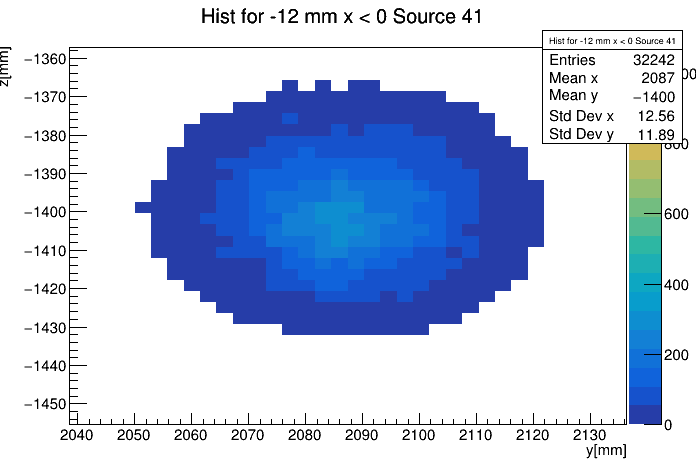 Hist for -12 mm x < 0 Source 41
z[mm]
Hist for -12 mm x < 0 Source 41
Entries 32242
Mean x 2087
Mean y −1400
Std Dev x 12.56
Std Dev y 11.89
−1360
−1370
−1380
−1390
−1400
−1410
−1420
−1430
−1440
−1450
600
400
200
0
2040 2050 2060 2070 2080 2090 2100 2110 2120 2130
y[mm]